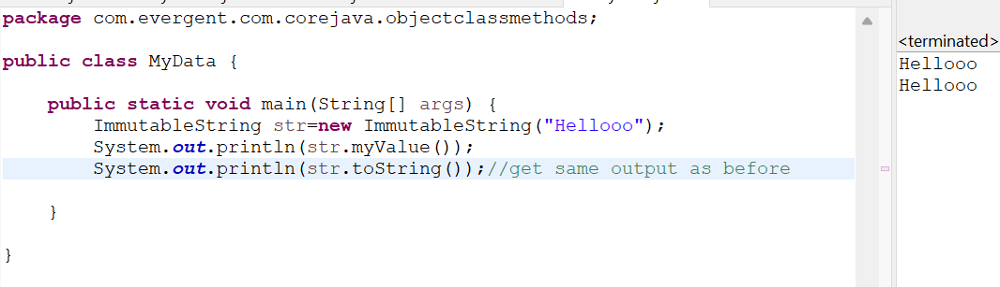 package com.evergent.com.corejava.objectclassmethods;
public class MyData {
    public static void main(String[] args) {
        ImmutableString str=new ImmutableString("Hellooo");
        System.out.println(str.myValue());
        System.out.println(str.toString());//get same output as before
    }
}
<terminated>
Hellooo
Hellooo